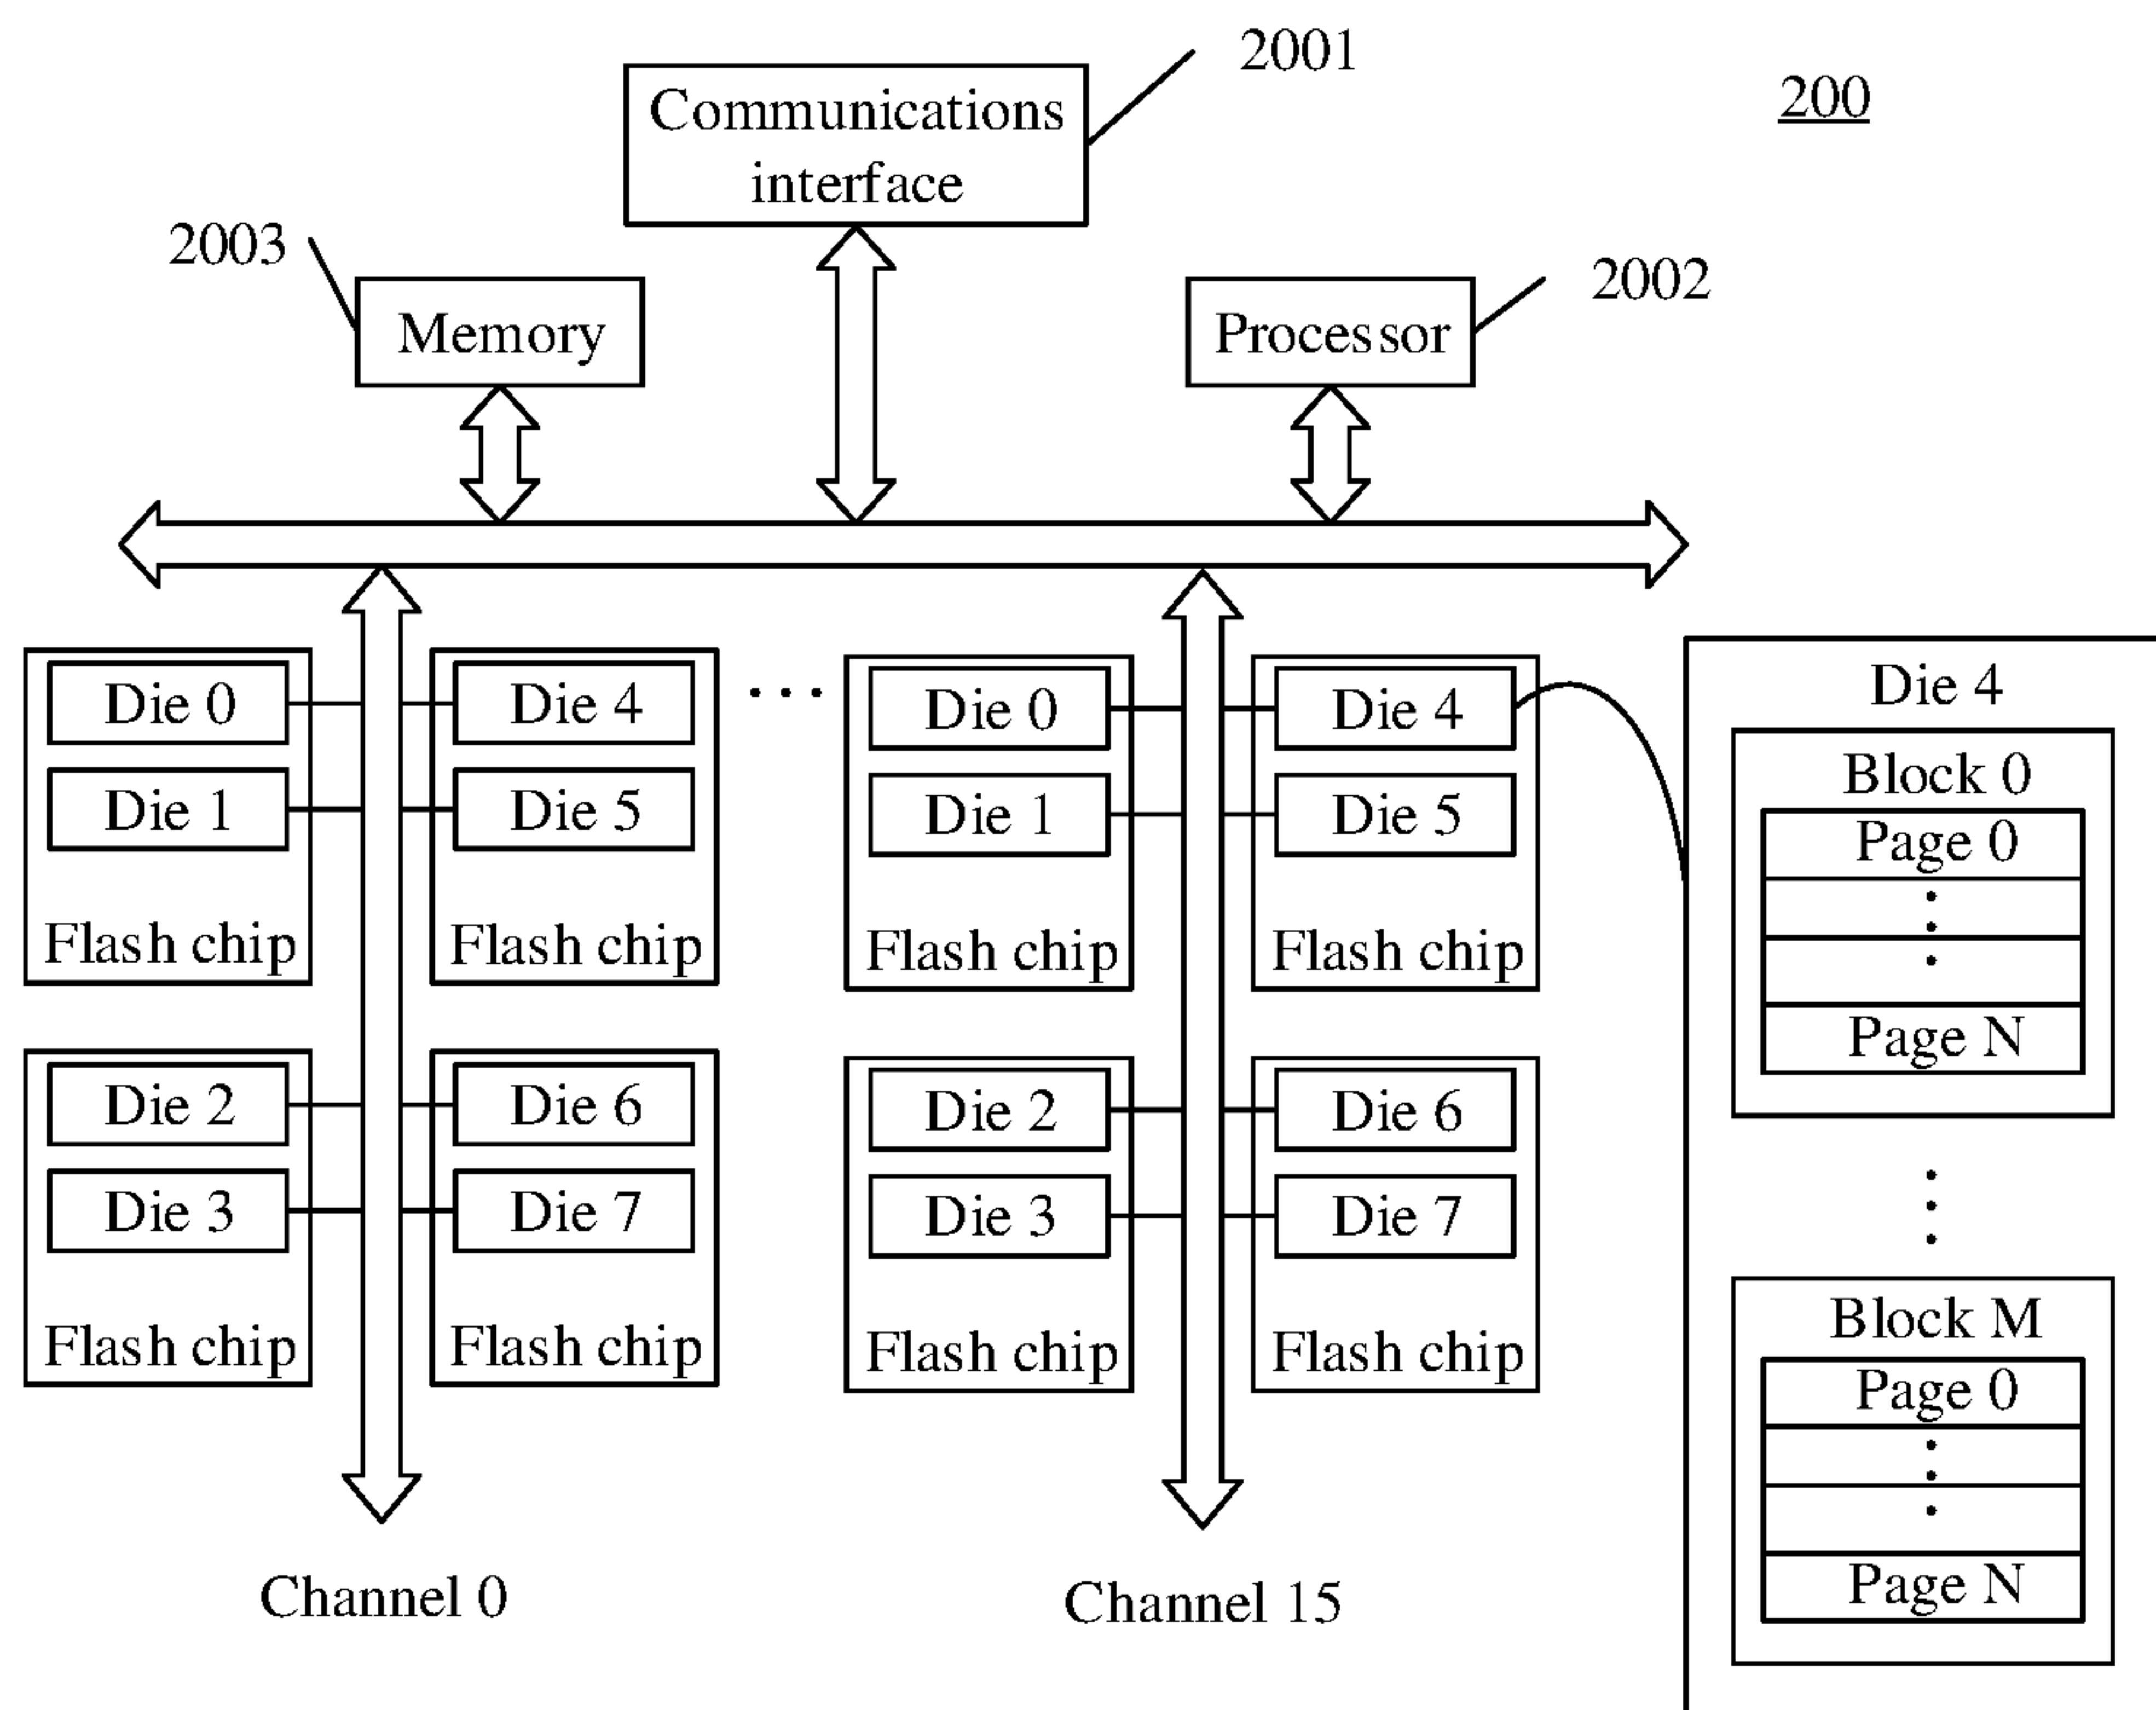 2001
200
Communications
interface
2003
2002
Memory
Processor
Die 0
Die 1
Flash chip
Die 4
Die 5
Flash chip
...
Die 0
Die 1
Flash chip
Die 4
Die 5
Flash chip
Die 2
Die 3
Flash chip
Die 6
Die 7
Flash chip
Die 2
Die 3
Flash chip
Die 6
Die 7
Flash chip
Channel 0
Channel 15
Die 4
Block 0
Page 0
Page N
Block M
Page 0
Page N